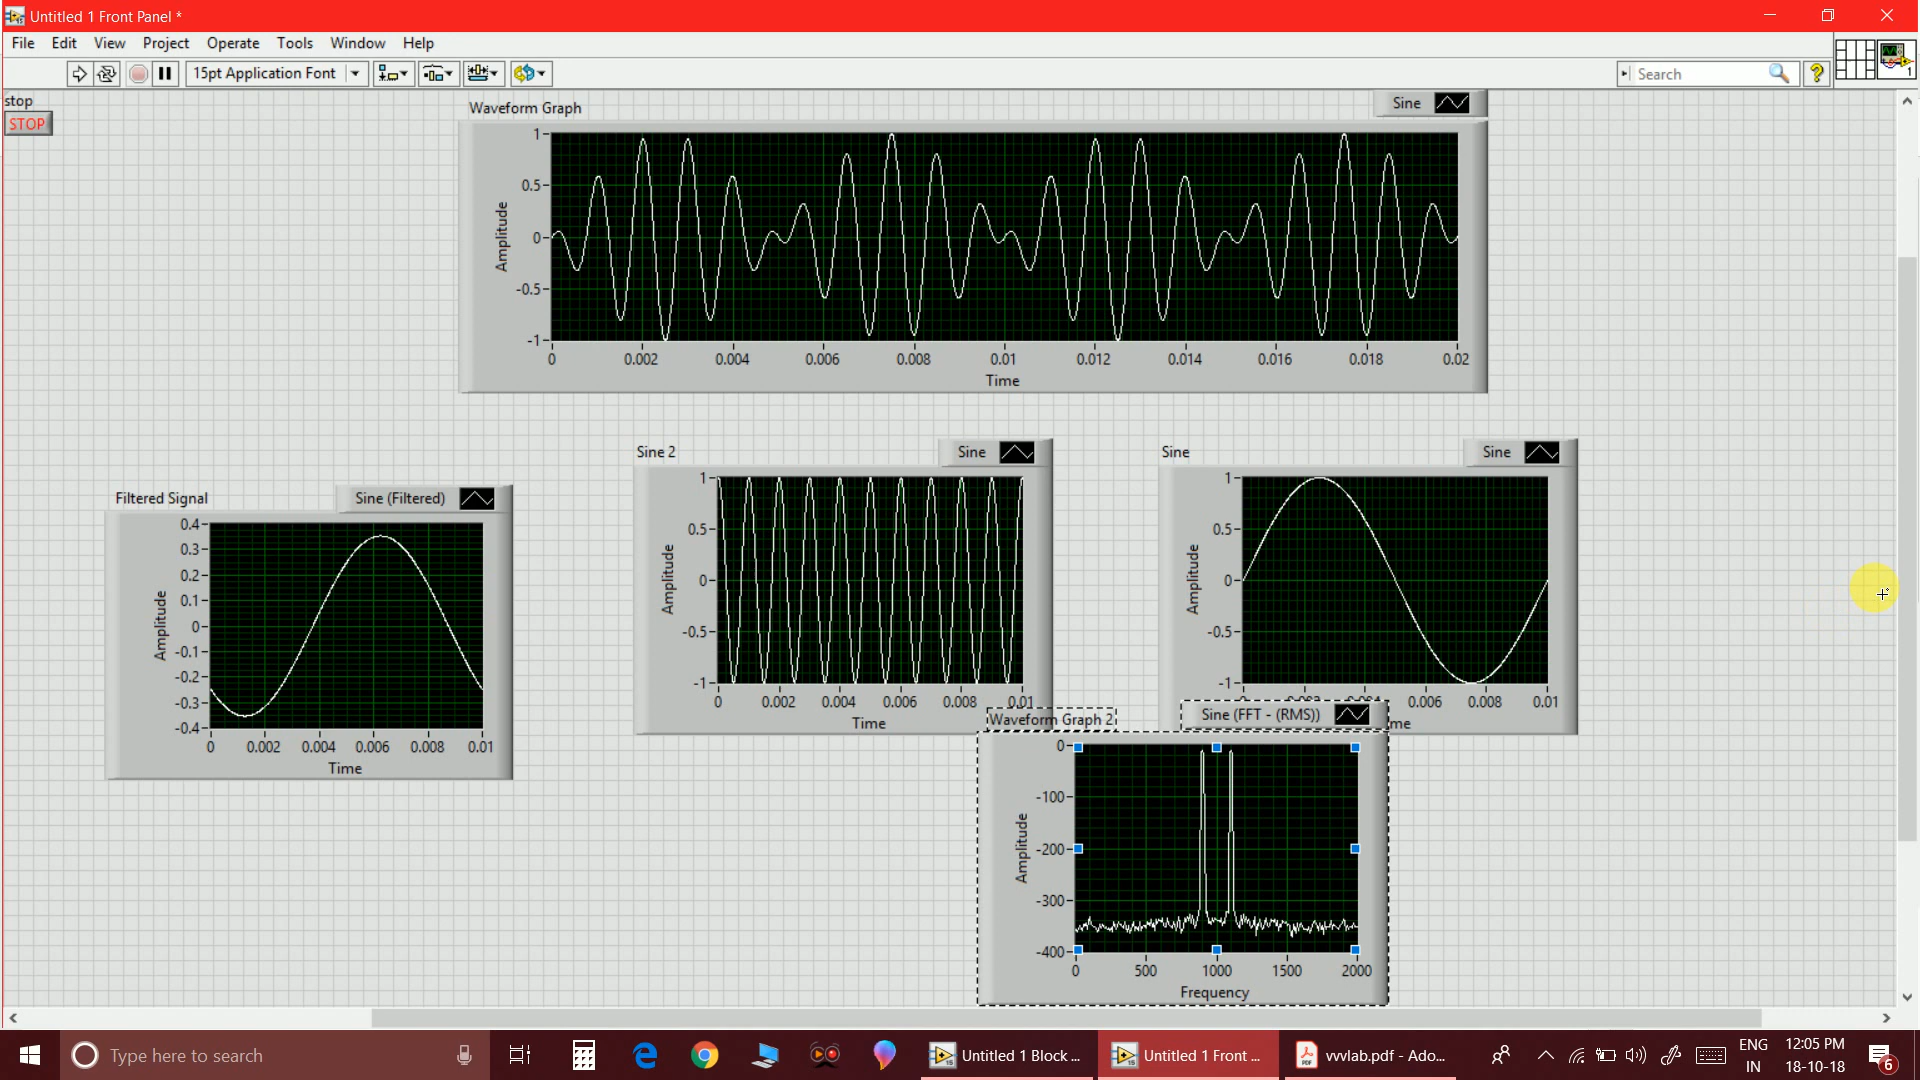 Untitled 1 Front Panel *
File Edit View Project Operate Tools Window Help
15pt Application Font
Search
?
1
stop
STOP
Waveform Graph
Sine
1
0.5
0
-0.5
-1
Amplitude
0 0.002 0.004 0.006 0.008 0.01 0.012 0.014 0.016 0.018 0.02
Time
Filtered Signal
Sine (Filtered)
0.4
0.3
0.2
0.1
0
-0.1
-0.2
-0.3
-0.4
Amplitude
0 0.002 0.004 0.006 0.008 0.01
Time
Sine 2
Sine
1
0.5
0
-0.5
-1
Amplitude
0 0.002 0.004 0.006 0.008 0.01
Time
Sine
Sine
1
0.5
0
-0.5
-1
Amplitude
0.006 0.008 0.01
me
Waveform Graph 2
Sine (FFT - (RMS))
0
-100
-200
-300
-400
Amplitude
0 500 1000 1500 2000
Frequency
Type here to search
Untitled 1 Block ...
Untitled 1 Front ...
vvvlab.pdf - Ado...
ENG
IN
12:05 PM
18-10-18
6